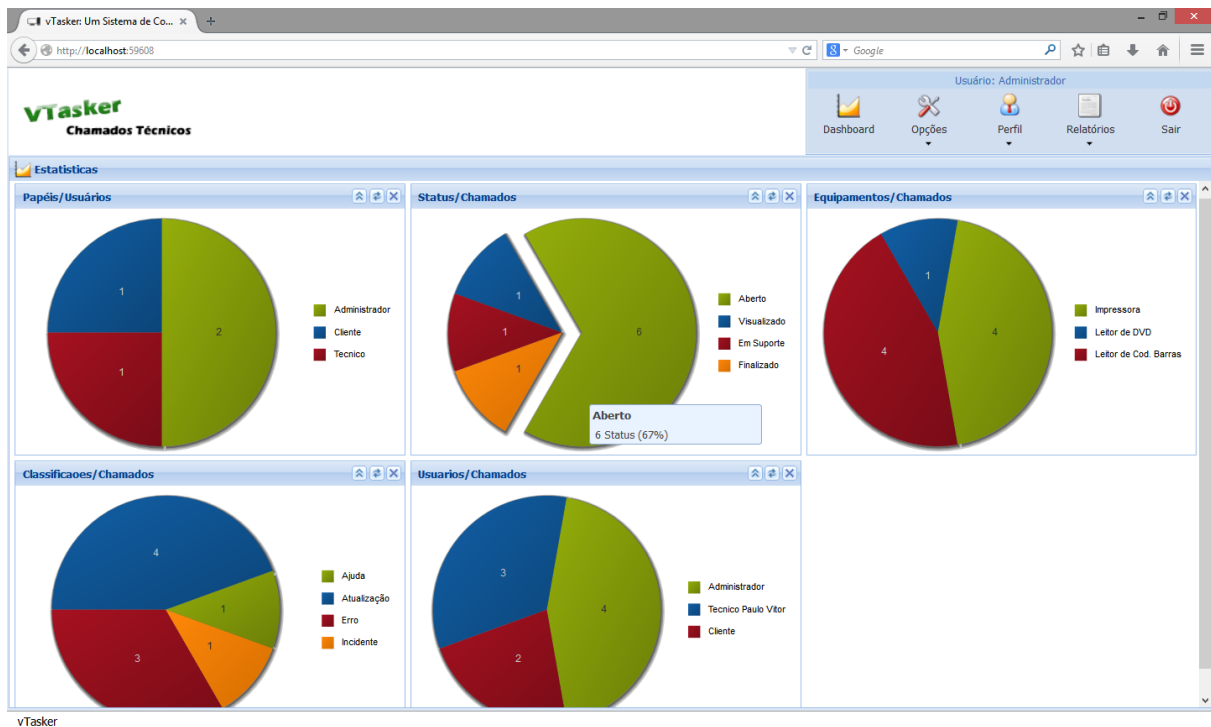 vTasker: Um Sistema de Co...
http://localhost:59608
Google
vTasker
Chamados Técnicos
Usuário: Administrador
Dashboard
Opções
Perfil
Relatórios
Sair
Estatisticas
Papéis/Usuários
1
2
1
Administrador
Cliente
Tecnico
Status/Chamados
1
1
1
6
Aberto
Visualizado
Em Suporte
Finalizado
Aberto
6 Status (67%)
Equipamentos/Chamados
1
4
4
Impressora
Leitor de DVD
Leitor de Cod. Barras
Classificaoes/Chamados
4
1
1
3
Ajuda
Atualização
Erro
Incidente
Usuarios/Chamados
3
4
2
Administrador
Tecnico Paulo Vitor
Cliente
vTasker